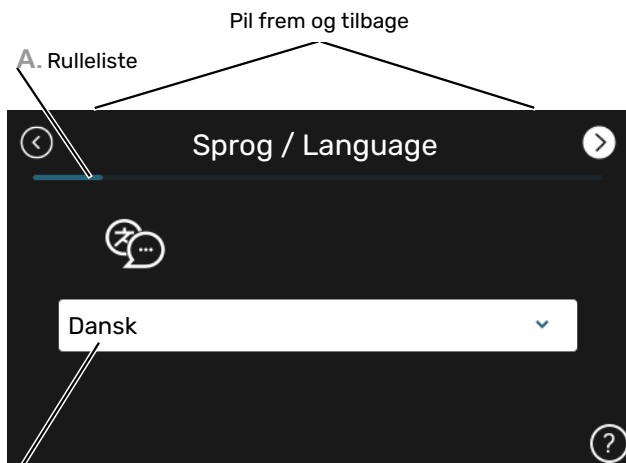 Pil frem og tilbage
A. Rulleliste
Sprog / Language
Dansk
?